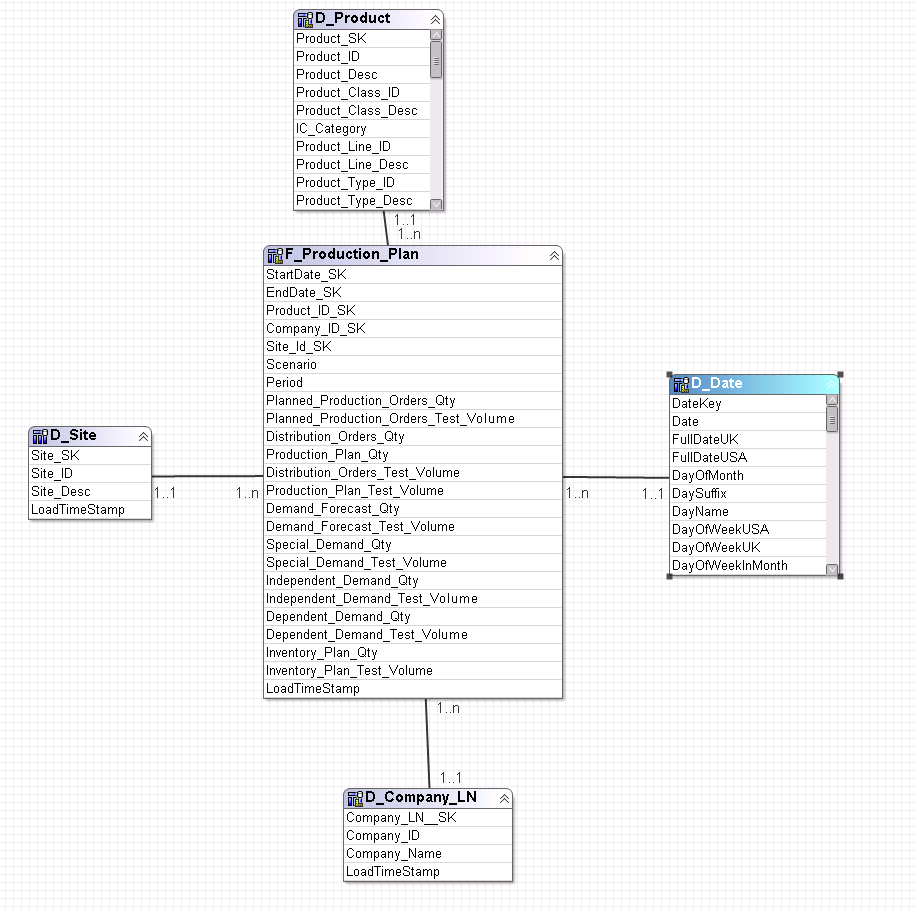 D_Product
Product_SK
Product_ID
Product_Desc
Product_Class_ID
Product_Class_Desc
IC_Category
Product_Line_ID
Product_Line_Desc
Product_Type_ID
Product_Type_Desc
1..1
1..n
F_Production_Plan
StartDate_SK
EndDate_SK
Product_ID_SK
Company_ID_SK
Site_Id_SK
Scenario
Period
Planned_Production_Orders_Qty
Planned_Production_Orders_Test_Volume
Distribution_Orders_Qty
Production_Plan_Qty
Distribution_Orders_Test_Volume
Production_Plan_Test_Volume
Demand_Forecast_Qty
Demand_Forecast_Test_Volume
Special_Demand_Qty
Special_Demand_Test_Volume
Independent_Demand_Qty
Independent_Demand_Test_Volume
Dependent_Demand_Qty
Dependent_Demand_Test_Volume
Inventory_Plan_Qty
Inventory_Plan_Test_Volume
LoadTimeStamp
D_Site
Site_SK
Site_ID
Site_Desc
LoadTimeStamp
1..1
1..n
1..n
1..1
D_Date
DateKey
Date
FullDateUK
FullDateUSA
DayOfMonth
DaySuffix
DayName
DayOfWeekUSA
DayOfWeekUK
DayOfWeekInMonth
1..n
1..1
D_Company_LN
Company_LN__SK
Company_ID
Company_Name
LoadTimeStamp